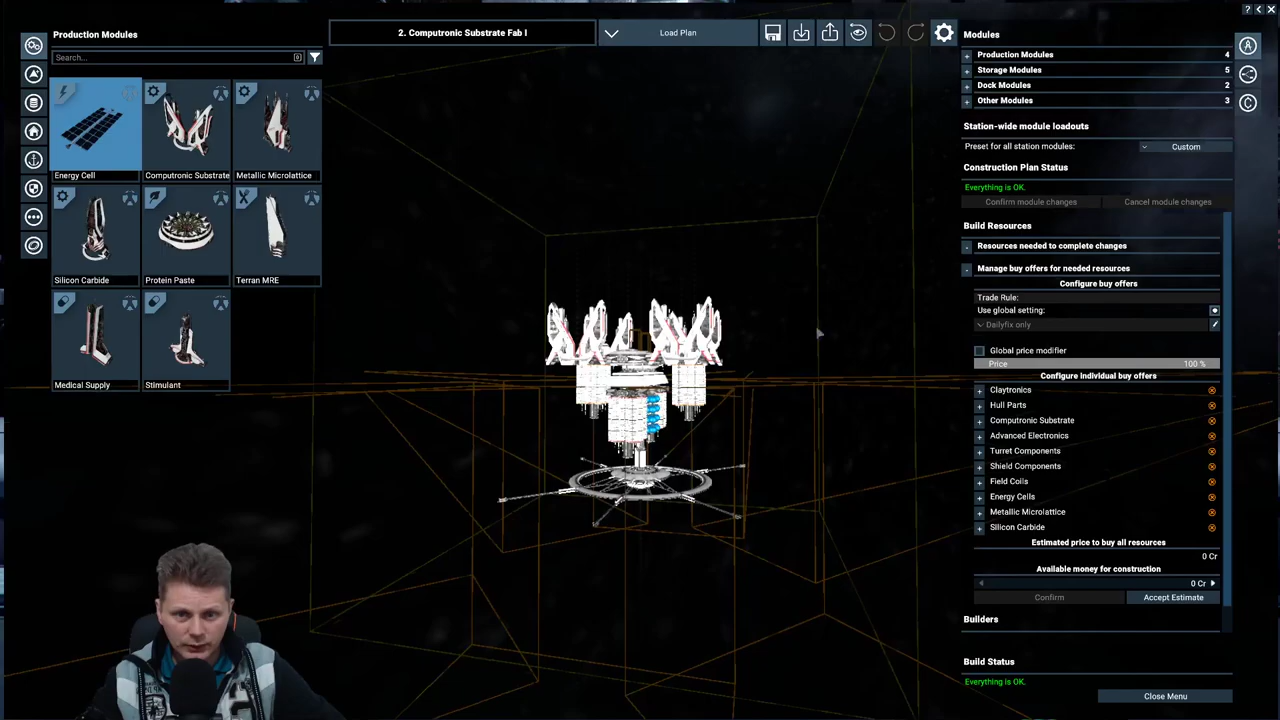 Production Modules
Search...
Energy Cell
Computronic Substrate
Metallic Microlattice
Silicon Carbide
Protein Paste
Terran MRE
Medical Supply
Stimulant
2. Computronic Substrate Fab I
Load Plan
Modules
Production Modules 4
Storage Modules 5
Dock Modules 2
Other Modules 3
Station-wide module loadouts
Preset for all station modules: Custom
Construction Plan Status
Everything is OK.
Confirm module changes Cancel module changes
Build Resources
Resources needed to complete changes
Manage buy offers for needed resources
Configure buy offers
Trade Rule:
Use global setting:
Dailyfix only
Global price modifier
Price 100 %
Configure individual buy offers
Claytronics
Hull Parts
Computronic Substrate
Advanced Electronics
Turret Components
Shield Components
Field Coils
Energy Cells
Metallic Microlattice
Silicon Carbide
Estimated price to buy all resources
0 Cr
Available money for construction
0 Cr
Confirm Accept Estimate
Builders
Build Status
Everything is OK.
Close Menu